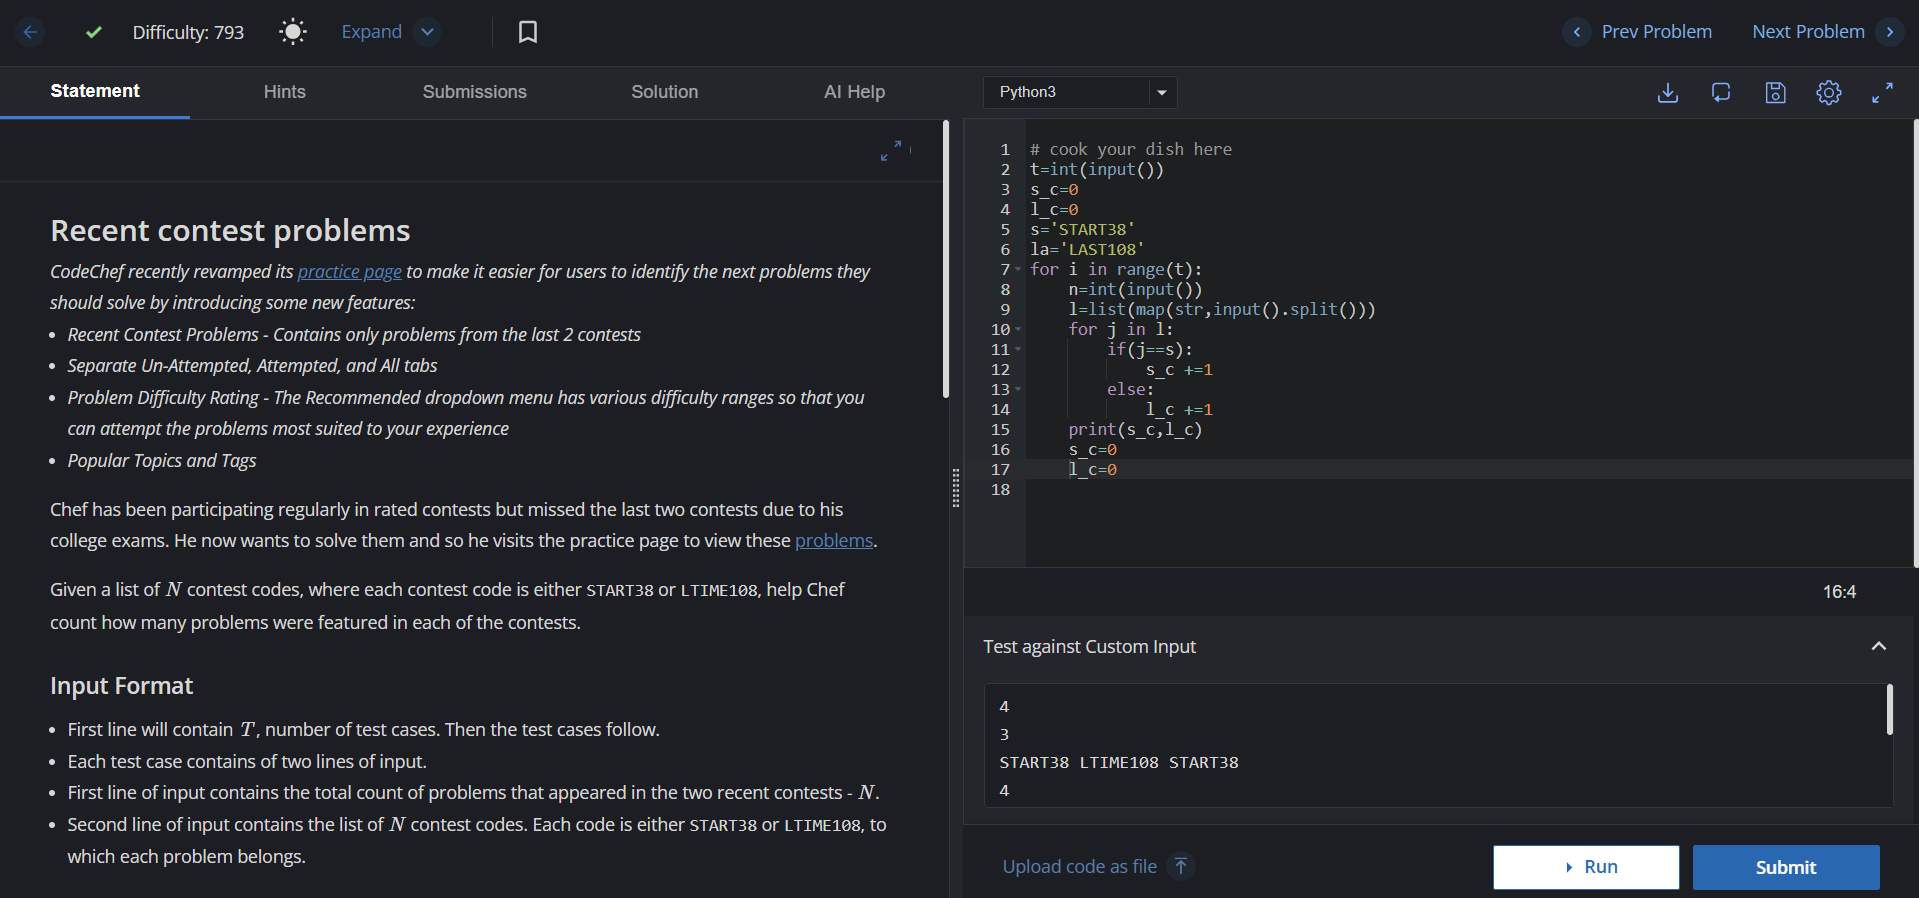 Difficulty: 793
Expand
Prev Problem
Next Problem
Statement
Hints
Submissions
Solution
AI Help
Recent contest problems
CodeChef recently revamped its practice page to make it easier for users to identify the next problems they
should solve by introducing some new features:
• Recent Contest Problems - Contains only problems from the last 2 contests
• Separate Un-Attempted, Attempted, and All tabs
• Problem Difficulty Rating - The Recommended dropdown menu has various difficulty ranges so that you
can attempt the problems most suited to your experience
• Popular Topics and Tags
Chef has been participating regularly in rated contests but missed the last two contests due to his
college exams. He now wants to solve them and so he visits the practice page to view these problems.
Given a list of N contest codes, where each contest code is either START38 or LTIME108, help Chef
count how many problems were featured in each of the contests.
Input Format
• First line will contain T, number of test cases. Then the test cases follow.
• Each test case contains of two lines of input.
• First line of input contains the total count of problems that appeared in the two recent contests - N.
• Second line of input contains the list of N contest codes. Each code is either START38 or LTIME108, to
which each problem belongs.
Python3
1 # cook your dish here
2 t=int(input())
3 s_c=0
4 l_c=0
5 s='START38'
6 la='LAST108'
7 for i in range(t):
8     n=int(input())
9     l=list(map(str,input().split()))
10     for j in l:
11         if(j==s):
12             s_c +=1
13         else:
14             l_c +=1
15     print(s_c,l_c)
16     s_c=0
17     l_c=0
18
16:4
Test against Custom Input
4
3
START38 LTIME108 START38
4
Upload code as file
Run
Submit